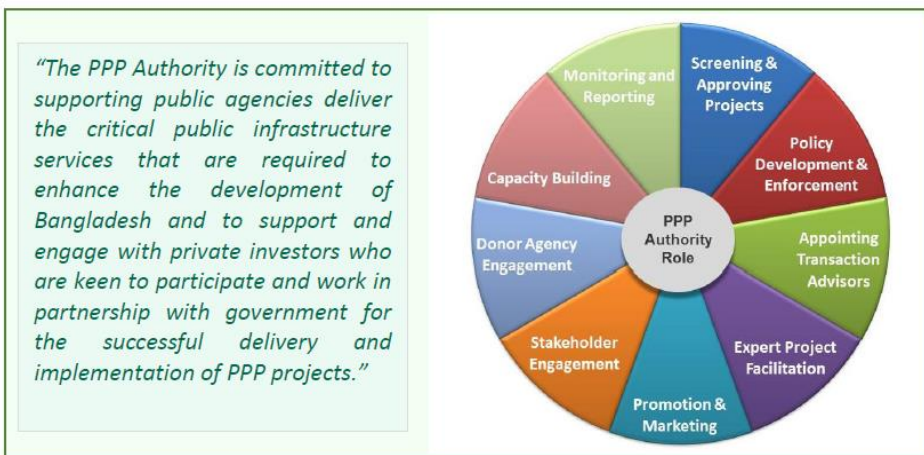 “The PPP Authority is committed to
supporting public agencies deliver
the critical public infrastructure
services that are required to
enhance the development of
Bangladesh and to support and
engage with private investors who
are keen to participate and work in
partnership with government for
the successful delivery and
implementation of PPP projects.”
Screening &
Approving
Projects
Policy
Development &
Enforcement
Appointing
Transaction
Advisors
Expert Project
Facilitation
Promotion &
Marketing
Stakeholder
Engagement
Donor Agency
Engagement
Capacity Building
Monitoring and
Reporting
PPP
Authority
Role